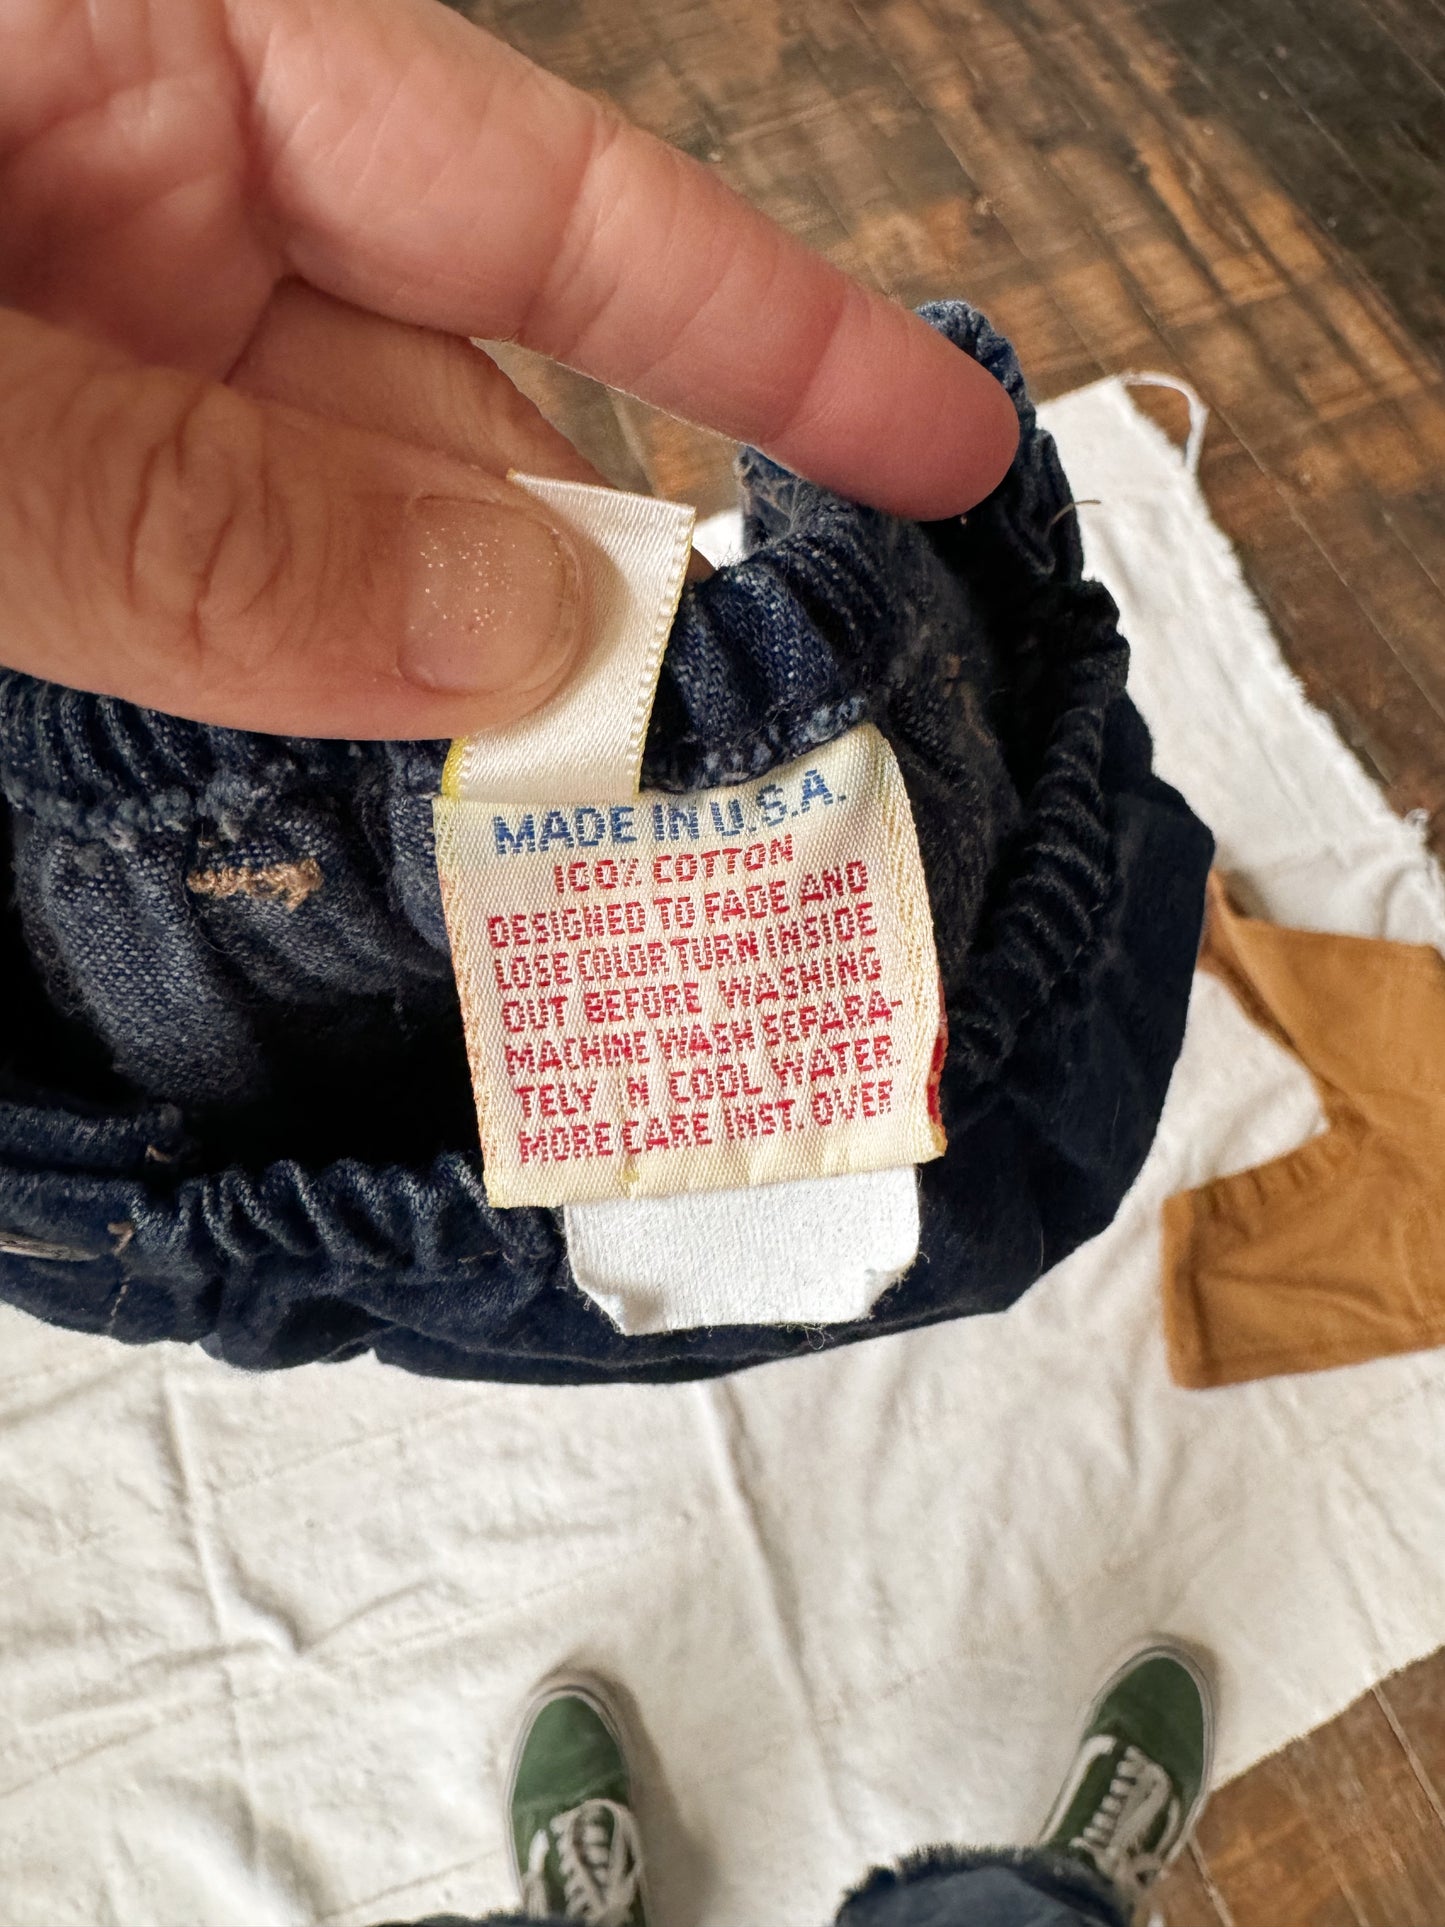 MADE IN U.S.A.
100% COTTON
DESIGNED TO FADE AND
LOSE COLOR TURN INSIDE
OUT BEFORE WASHING
MACHINE WASH SEPARA-
TELY IN COOL WATER.
MORE CARE INST. OVER